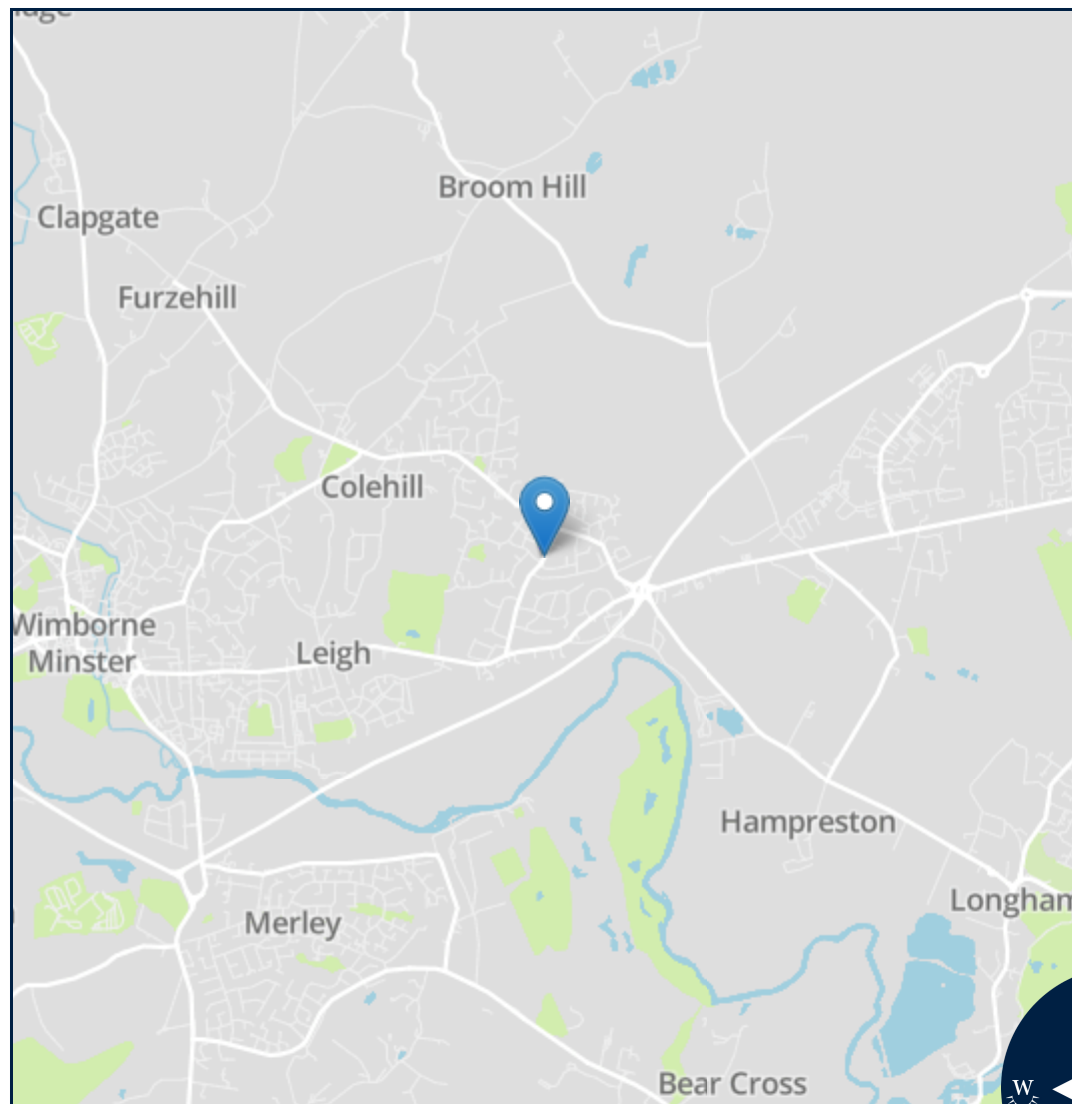 Broom Hill
Clapgate
Furzehill
Colehill
Wimborne
Minster
Leigh
Hampreston
Longham
Merley
Bear Cross
W